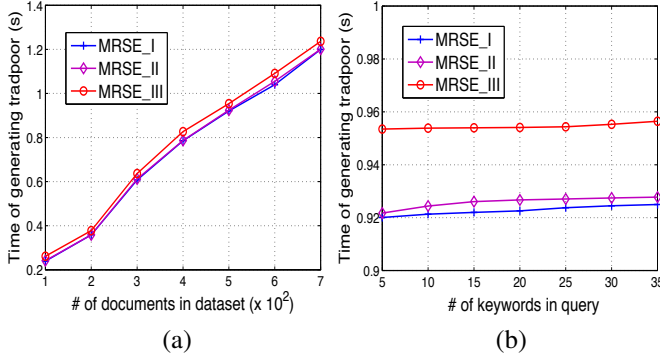 Time of generating tradpoor (s)
1.4
1.2
1
0.8
0.6
0.4
0.2
MRSE_I
MRSE_II
MRSE_III
1 2 3 4 5 6 7
# of documents in dataset (x 10²)
(a)
Time of generating tradpoor (s)
1
0.98
0.96
0.94
0.92
0.9
MRSE_I
MRSE_II
MRSE_III
5 10 15 20 25 30 35
# of keywords in query
(b)